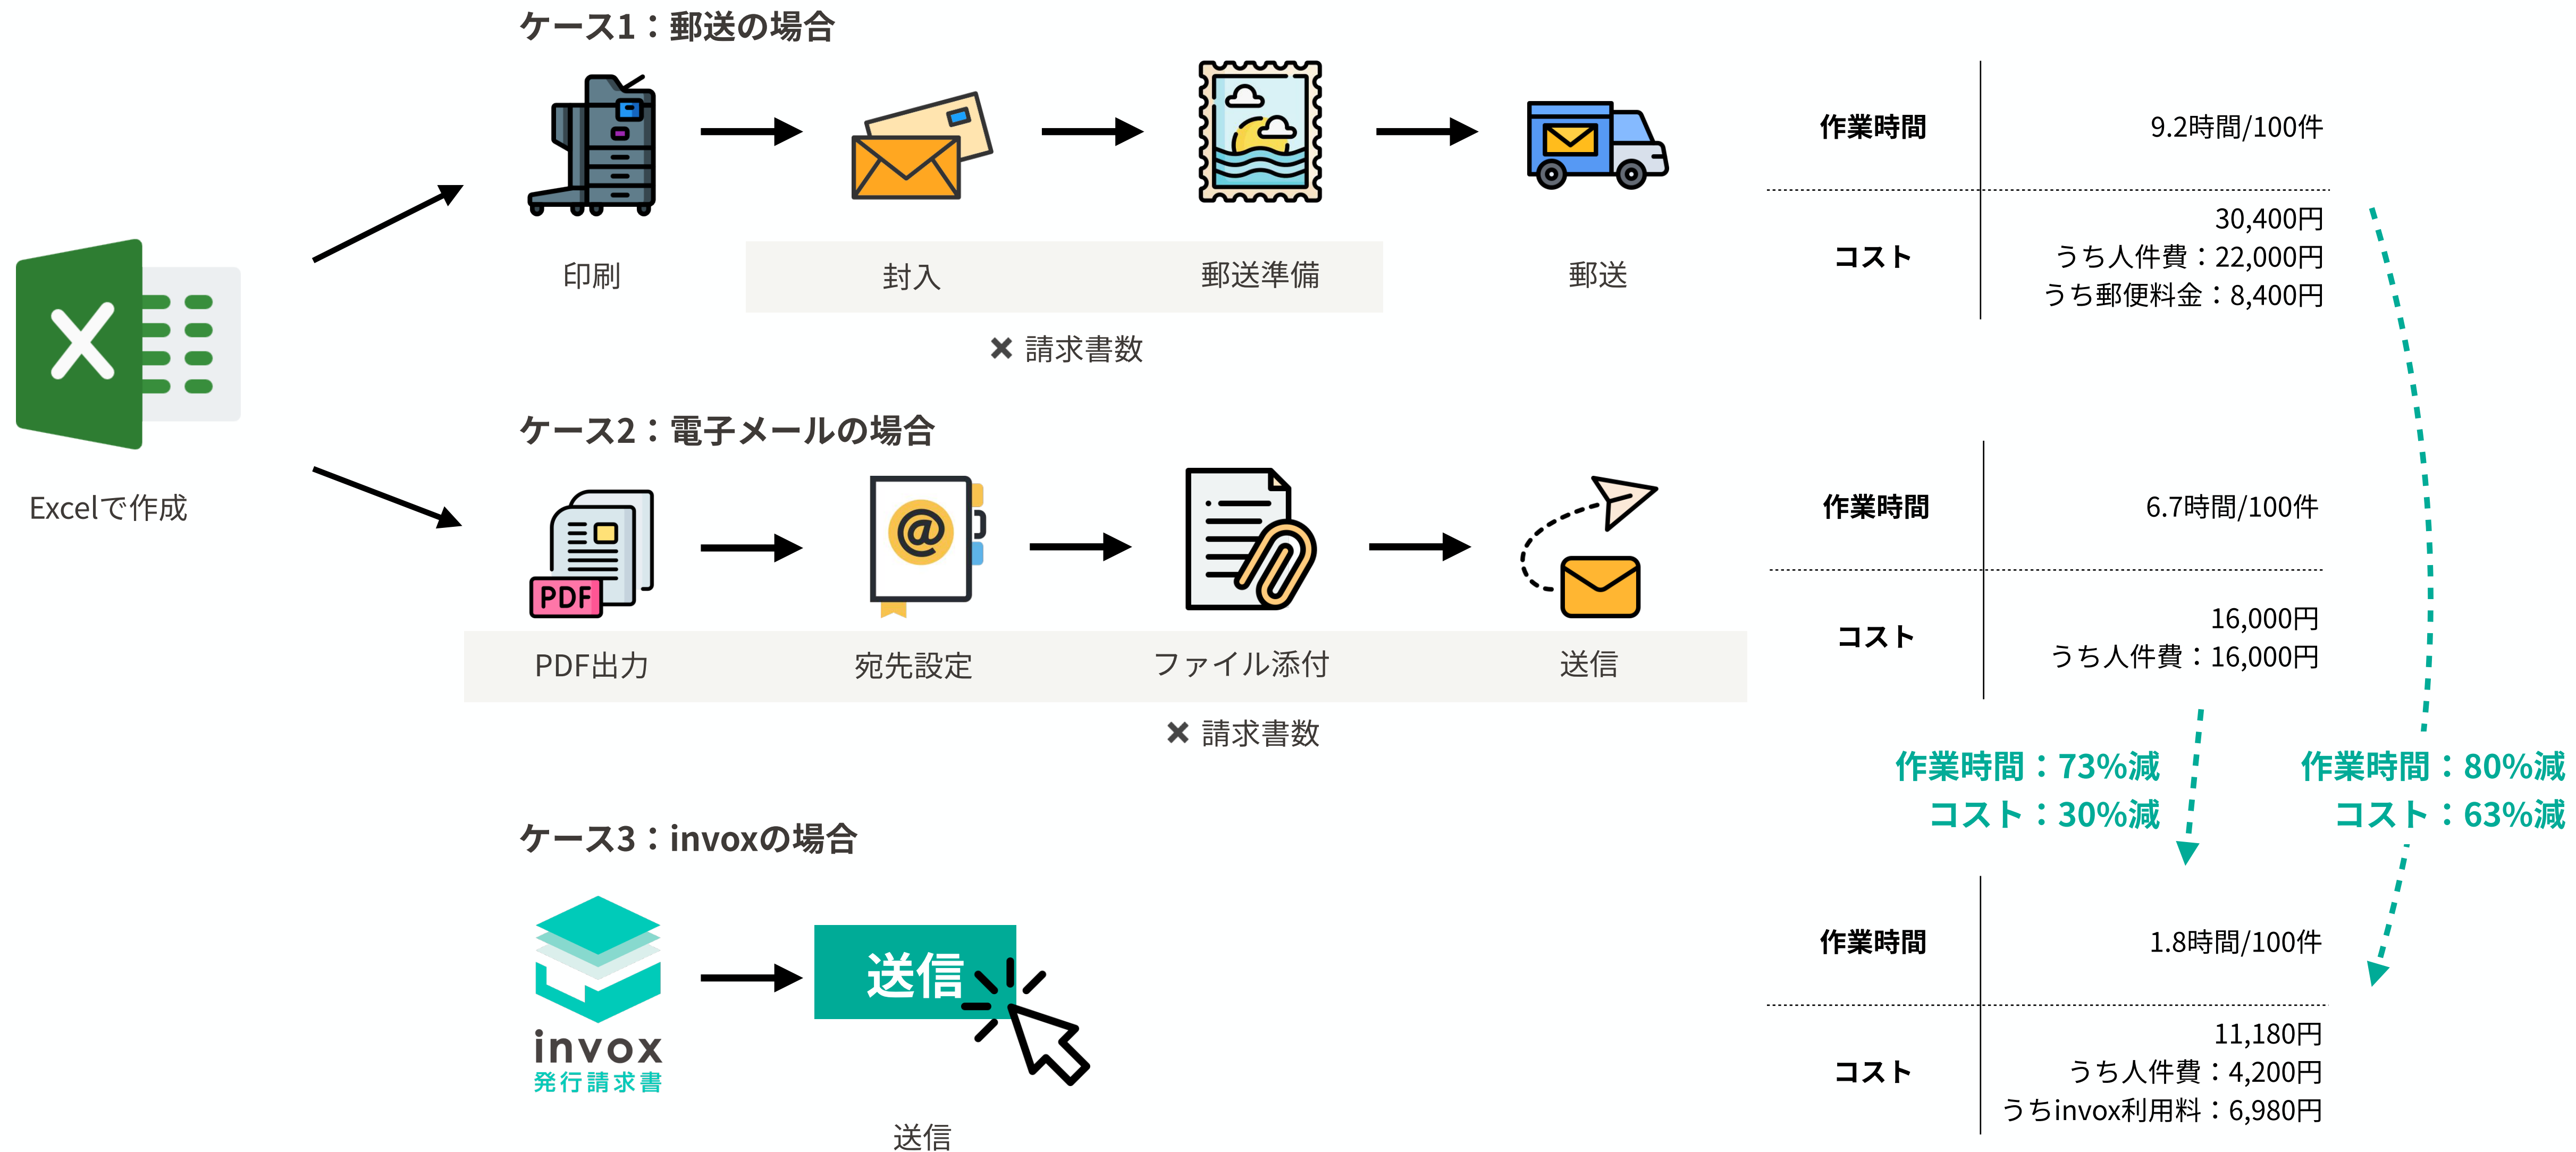 ケース1：郵送の場合
印刷
封入
郵送準備
郵送
✖ 請求書数
作業時間
9.2時間/100件
コスト
30,400円
うち人件費：22,000円
うち郵便料金：8,400円
Excelで作成
ケース2：電子メールの場合
PDF
@
PDF出力
宛先設定
ファイル添付
送信
✖ 請求書数
作業時間
6.7時間/100件
コスト
16,000円
うち人件費：16,000円
作業時間：73%減
コスト：30%減
作業時間：80%減
コスト：63%減
ケース3：invoxの場合
invox
発行請求書
送信
送信
作業時間
1.8時間/100件
コスト
11,180円
うち人件費：4,200円
うちinvox利用料：6,980円